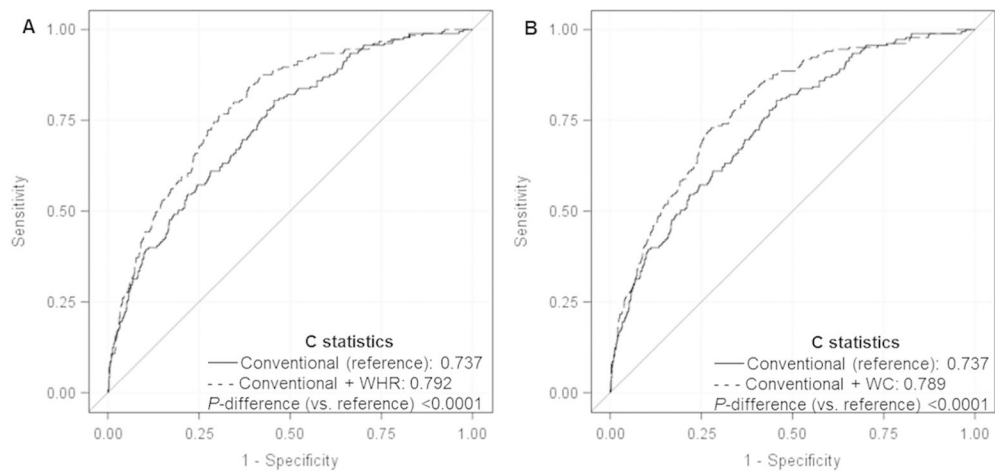 A
1.00
0.75
0.50
0.25
0.00
Sensitivity
C statistics
Conventional (reference): 0.737
Conventional + WHR: 0.792
P-difference (vs. reference) <0.0001
0.00 0.25 0.50 0.75 1.00
1 - Specificity
B
1.00
0.75
0.50
0.25
0.00
Sensitivity
C statistics
Conventional (reference): 0.737
Conventional + WC: 0.789
P-difference (vs. reference) <0.0001
0.00 0.25 0.50 0.75 1.00
1 - Specificity